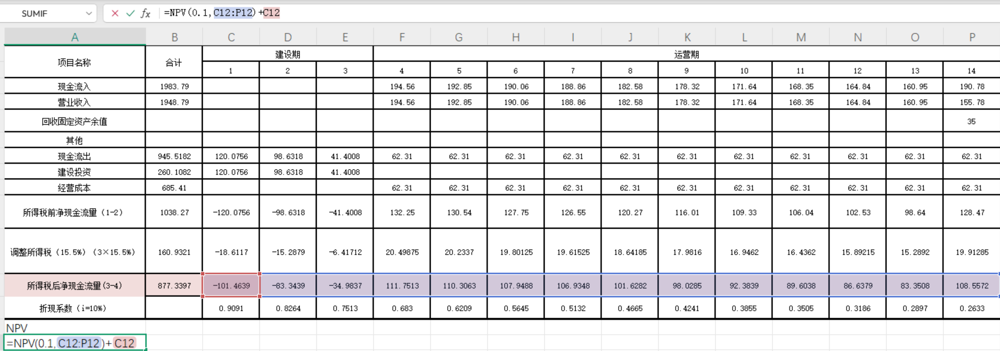 SUMIF =NPV(0.1,C12:P12)+C12
A B C D E F G H I J K L M N O P
项目名称 合计 建设期 运营期
1 2 3 4 5 6 7 8 9 10 11 12 13 14
现金流入 1983.79 194.56 192.85 190.06 188.86 182.58 178.32 171.64 168.35 164.84 160.95 190.78
营业收入 1948.79 194.56 192.85 190.06 188.86 182.58 178.32 171.64 168.35 164.84 160.95 155.78
回收固定资产余值 35
其他
现金流出 945.5182 120.0756 98.6318 41.4008 62.31 62.31 62.31 62.31 62.31 62.31 62.31 62.31 62.31 62.31 62.31
建设投资 260.1082 120.0756 98.6318 41.4008
经营成本 685.41 62.31 62.31 62.31 62.31 62.31 62.31 62.31 62.31 62.31 62.31 62.31
所得税前净现金流量（1-2） 1038.27 -120.0756 -98.6318 -41.4008 132.25 130.54 127.75 126.55 120.27 116.01 109.33 106.04 102.53 98.64 128.47
调整所得税（15.5%）（3×15.5%） 160.9321 -18.6117 -15.2879 -6.41712 20.49875 20.2337 19.80125 19.61525 18.64185 17.9816 16.9462 16.4362 15.89215 15.2892 19.91285
所得税后净现金流量(3-4) 877.3397 -101.4639 -83.3439 -34.9837 111.7513 110.3063 107.9488 106.9348 101.6282 98.0285 92.3839 89.6038 86.6379 83.3508 108.5572
折现系数（i=10%） 0.9091 0.8264 0.7513 0.683 0.6209 0.5645 0.5132 0.4665 0.4241 0.3855 0.3505 0.3186 0.2897 0.2633
NPV
=NPV(0.1,C12:P12)+C12